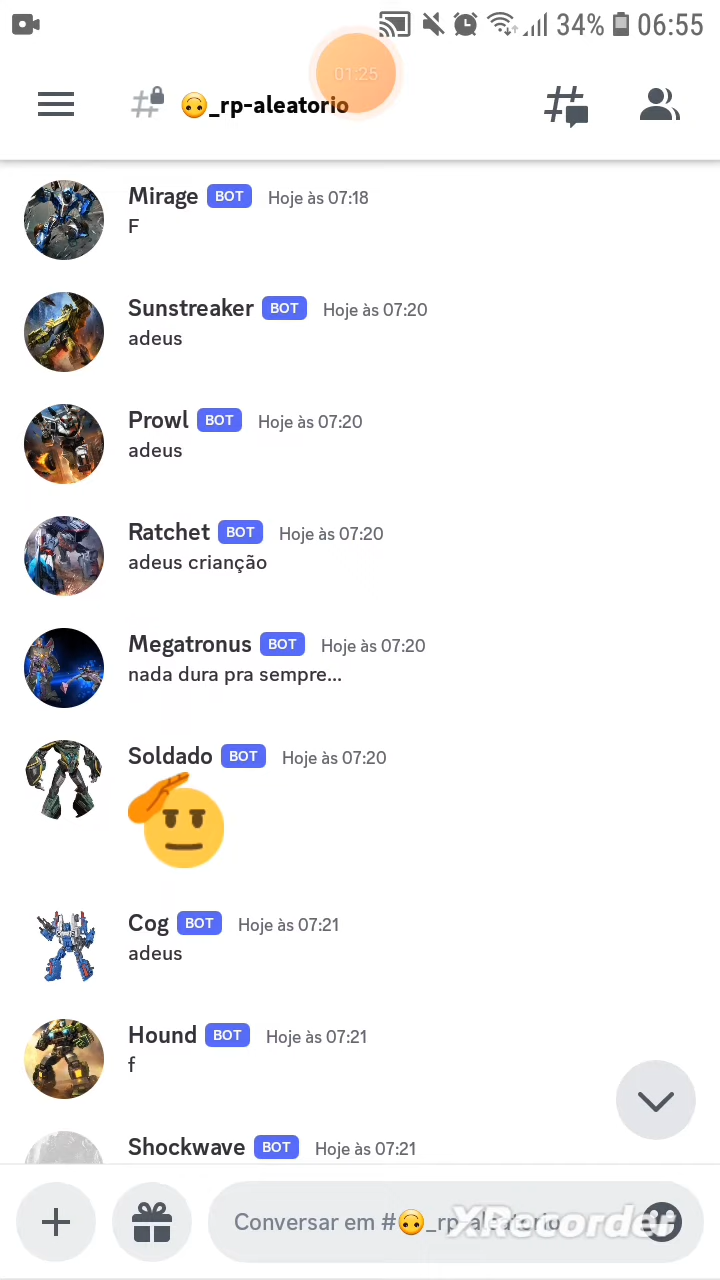 34% 06:55
01:25
🙃_rp-aleatorio
Mirage BOT Hoje às 07:18
F
Sunstreaker BOT Hoje às 07:20
adeus
Prowl BOT Hoje às 07:20
adeus
Ratchet BOT Hoje às 07:20
adeus crianção
Megatronus BOT Hoje às 07:20
nada dura pra sempre...
Soldado BOT Hoje às 07:20
Cog BOT Hoje às 07:21
adeus
Hound BOT Hoje às 07:21
f
Shockwave BOT Hoje às 07:21
Conversar em #🙃_rp-aleatorio
XRecorder